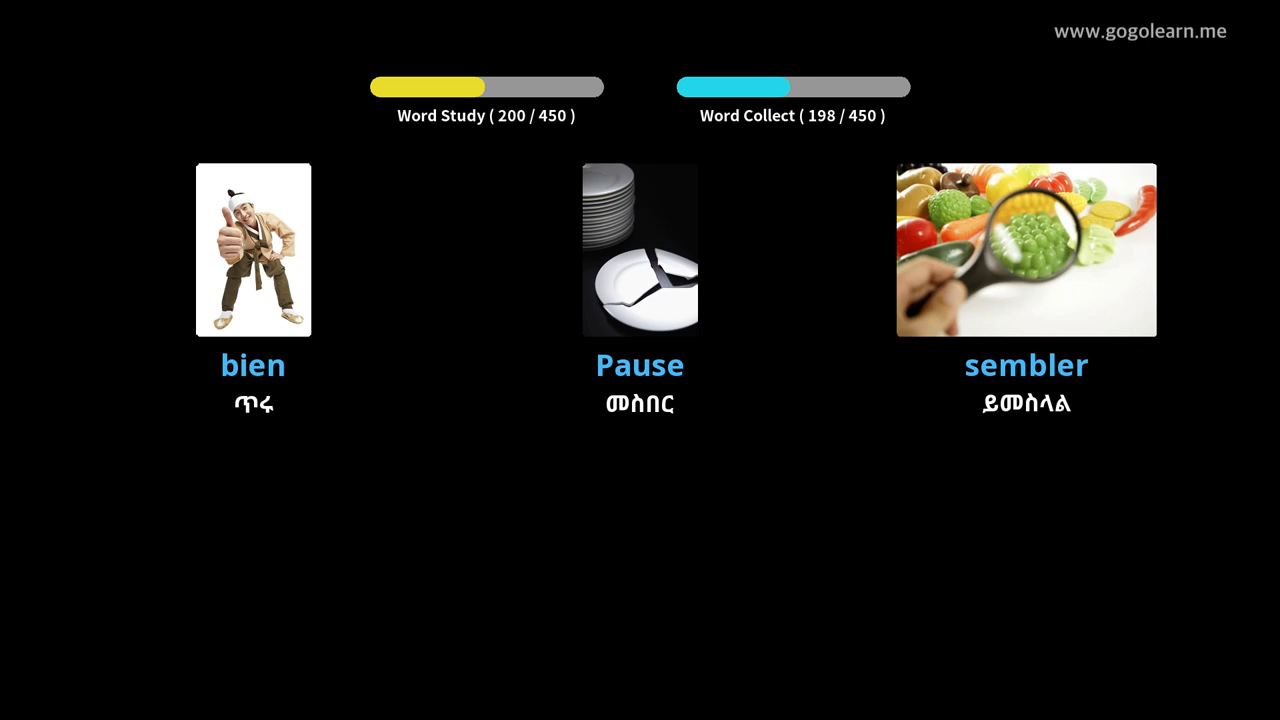 www.gogolearn.me
Word Study ( 200 / 450 )
Word Collect ( 198 / 450 )
bien
Pause
sembler
ጥሩ
መስበር
ይመስላል